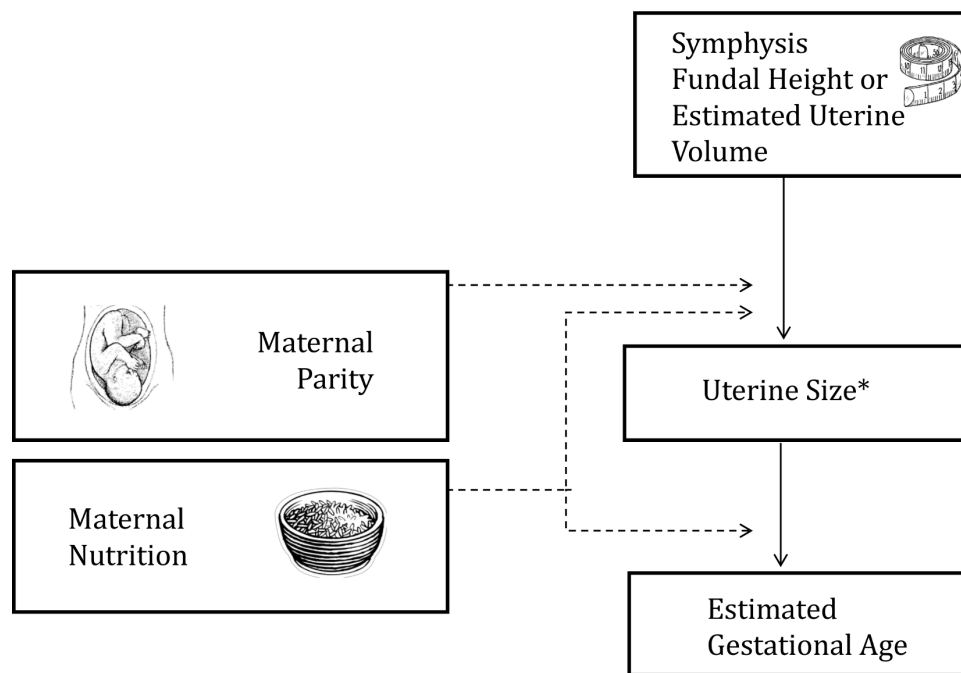 Symphysis
Fundal Height or
Estimated Uterine
Volume
Maternal
Parity
Uterine Size*
Maternal
Nutrition
Estimated
Gestational Age